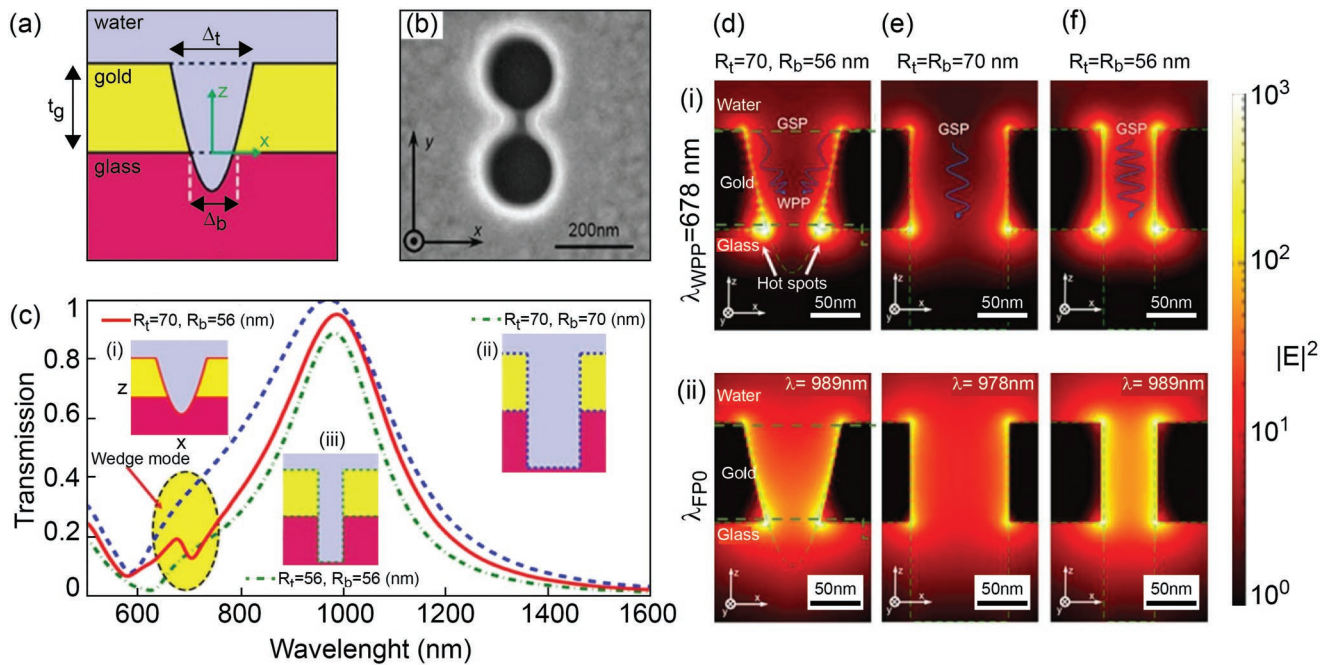 (a)
water
Δt
gold
tg
z
x
glass
Δb
(b)
y
x
200nm
(c)
1
0.8
0.6
0.4
0.2
0
Transmission
600
800
1000
1200
1400
1600
Wavelenght (nm)
Rt=70, Rb=56 (nm)
(i)
z
x
Wedge mode
Rt=70, Rb=70 (nm)
(ii)
(iii)
Rt=56, Rb=56 (nm)
(d)
(e)
(f)
Rt=70, Rb=56 nm
Rt=Rb=70 nm
Rt=Rb=56 nm
(i)
λWPP=678 nm
Water
GSP
Gold
WPP
Glass
Hot spots
z
y
x
50nm
GSP
z
y
x
50nm
GSP
z
y
x
50nm
(ii)
λFP0
Water
λ= 989nm
Gold
Glass
z
y
x
50nm
λ= 978nm
z
y
x
50nm
λ= 989nm
z
y
x
50nm
10³
10²
|E|²
10¹
10⁰